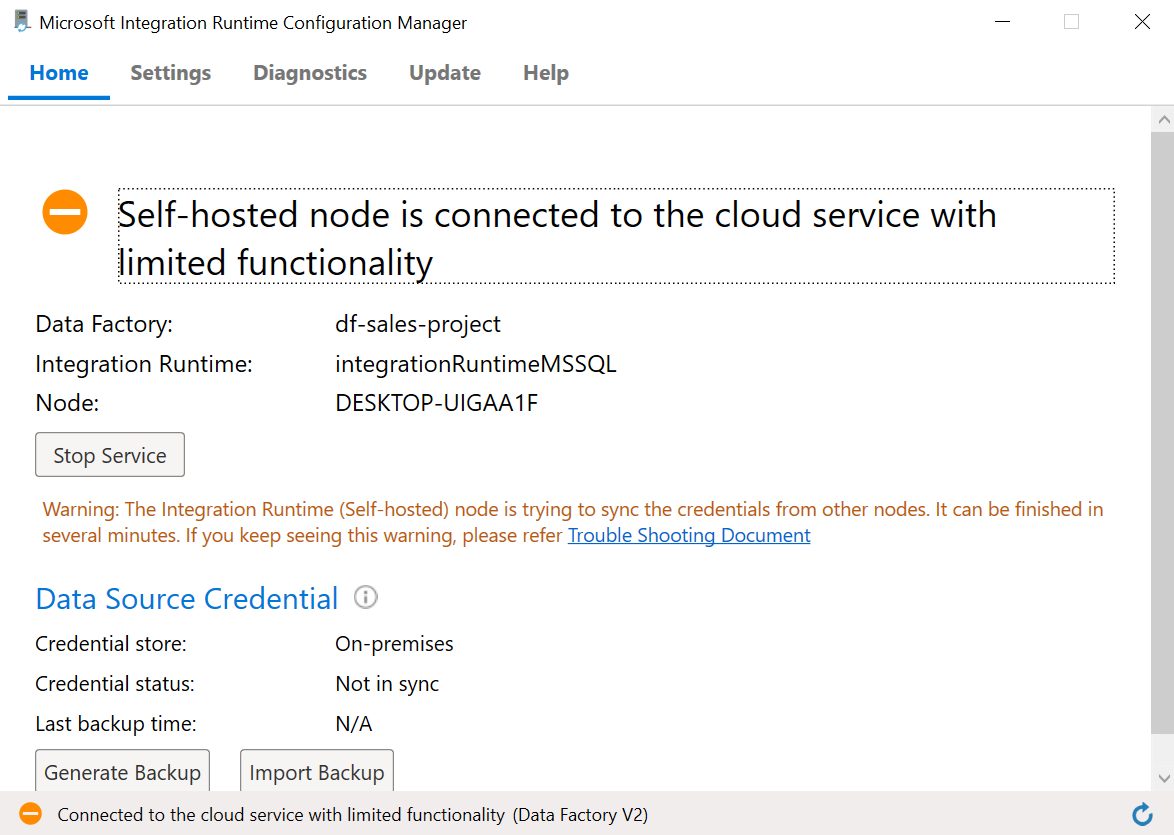 Microsoft Integration Runtime Configuration Manager
Home Settings Diagnostics Update Help
Self-hosted node is connected to the cloud service with
limited functionality
Data Factory: df-sales-project
Integration Runtime: integrationRuntimeMSSQL
Node: DESKTOP-UIGAA1F
Stop Service
Warning: The Integration Runtime (Self-hosted) node is trying to sync the credentials from other nodes. It can be finished in
several minutes. If you keep seeing this warning, please refer Trouble Shooting Document
Data Source Credential
Credential store: On-premises
Credential status: Not in sync
Last backup time: N/A
Generate Backup Import Backup
Connected to the cloud service with limited functionality (Data Factory V2)